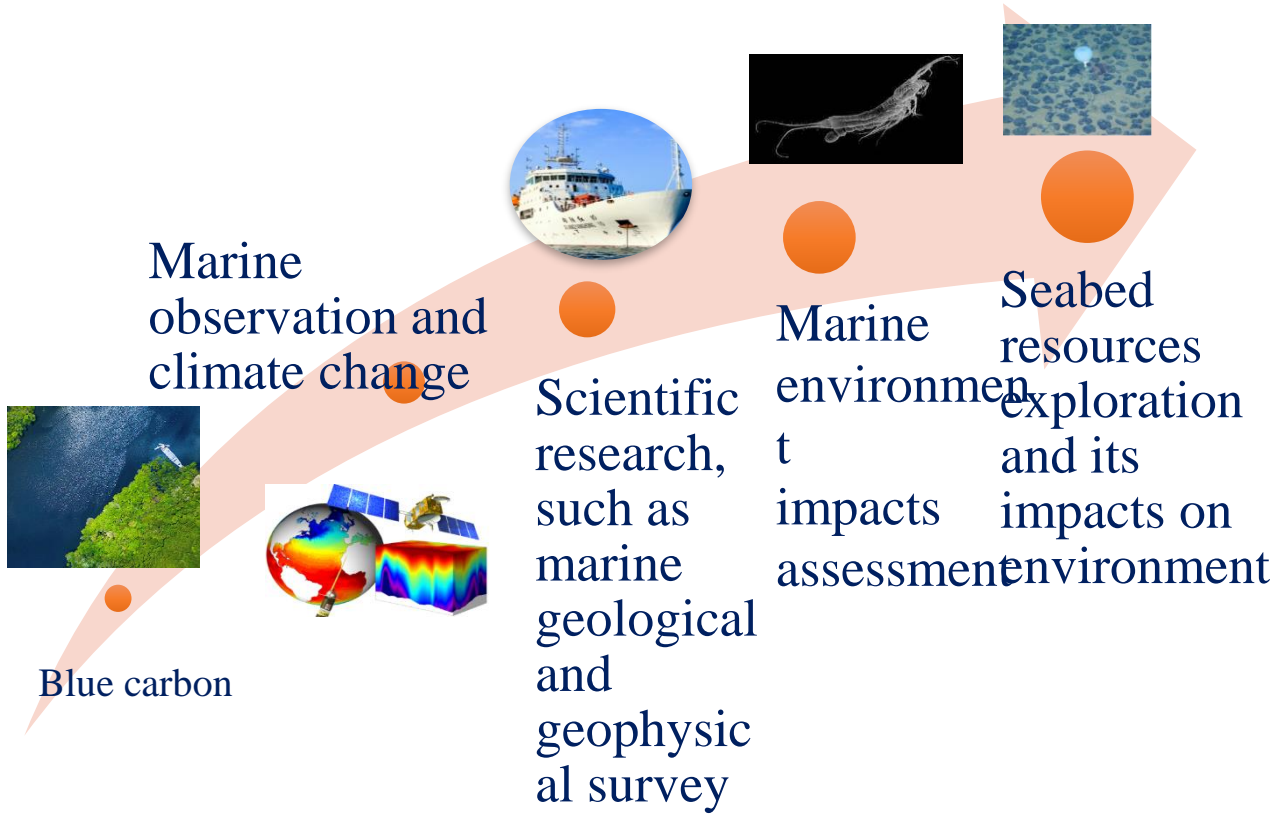 Marine
observation and
climate change
Blue carbon
Scientific
research,
such as
marine
geological
and
geophysic
al survey
Marine
environmen
t
impacts
assessment
Seabed
resources
exploration
and its
impacts on
environment